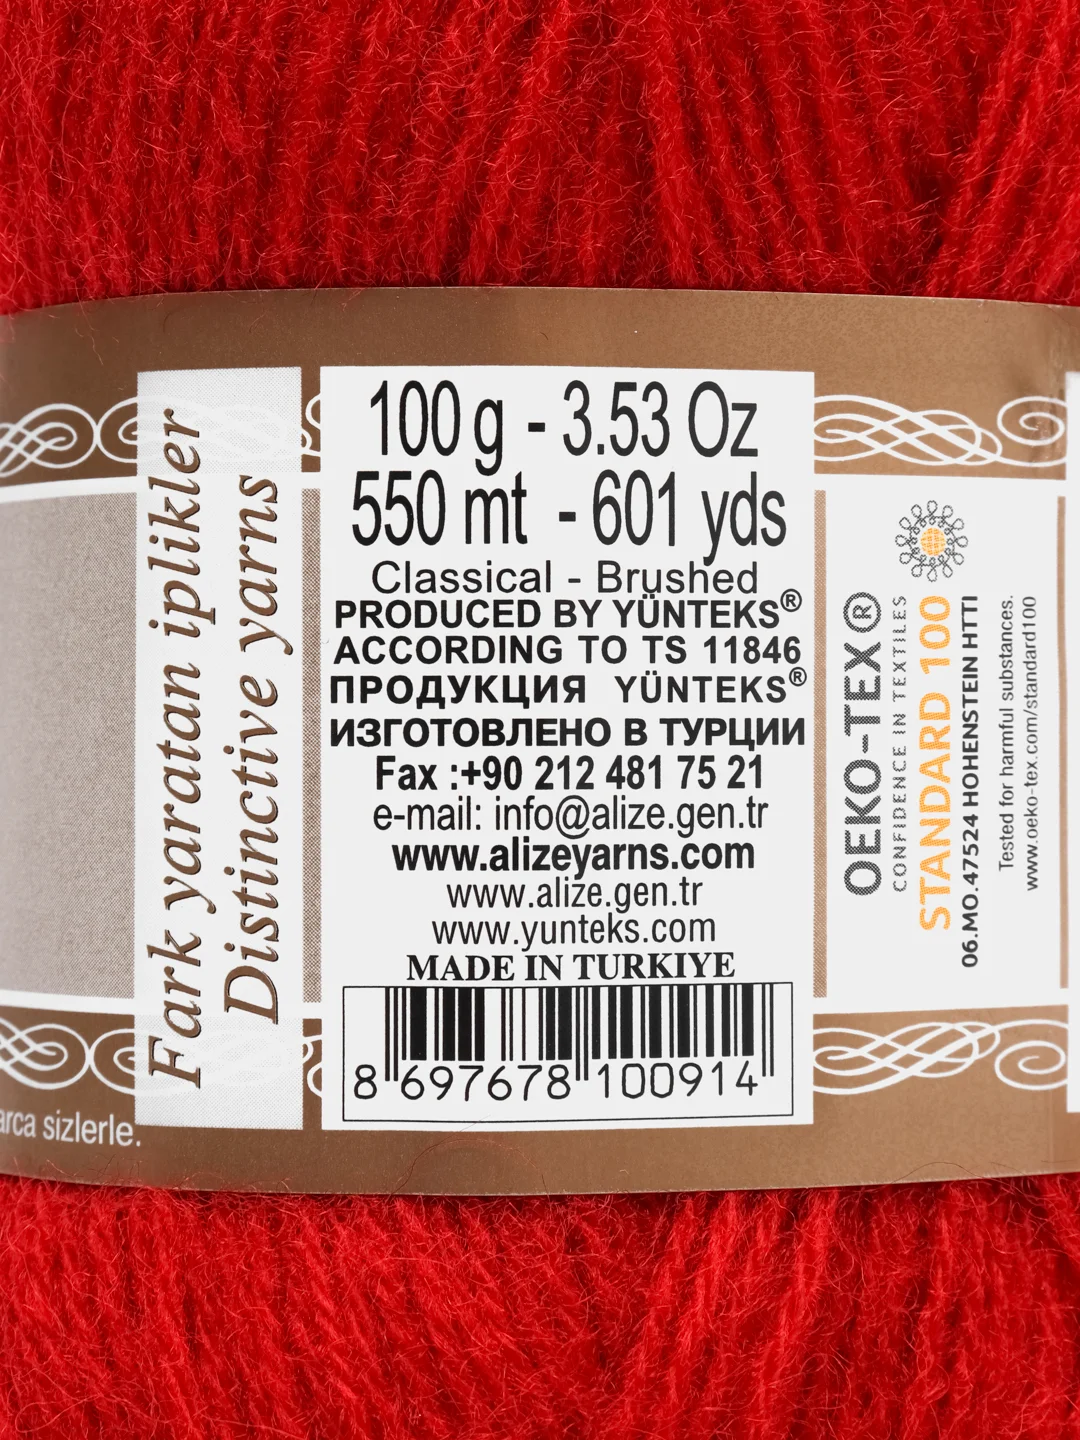 arca sizlerle.
Fark yaratan iplikler
Distinctive yarns
100 g - 3.53 Oz
550 mt - 601 yds
Classical - Brushed
PRODUCED BY YÜNTEKS®
ACCORDING TO TS 11846
ПРОДУКЦИЯ YÜNTEKS®
ИЗГОТОВЛЕНО В ТУРЦИИ
Fax :+90 212 481 75 21
e-mail: info@alize.gen.tr
www.alizeyarns.com
www.alize.gen.tr
www.yunteks.com
MADE IN TURKIYE
8 697678 100914
OEKO-TEX®
CONFIDENCE IN TEXTILES
STANDARD 100
06.MO.47524 HOHENSTEIN HTTI
Tested for harmful substances.
www.oeko-tex.com/standard100